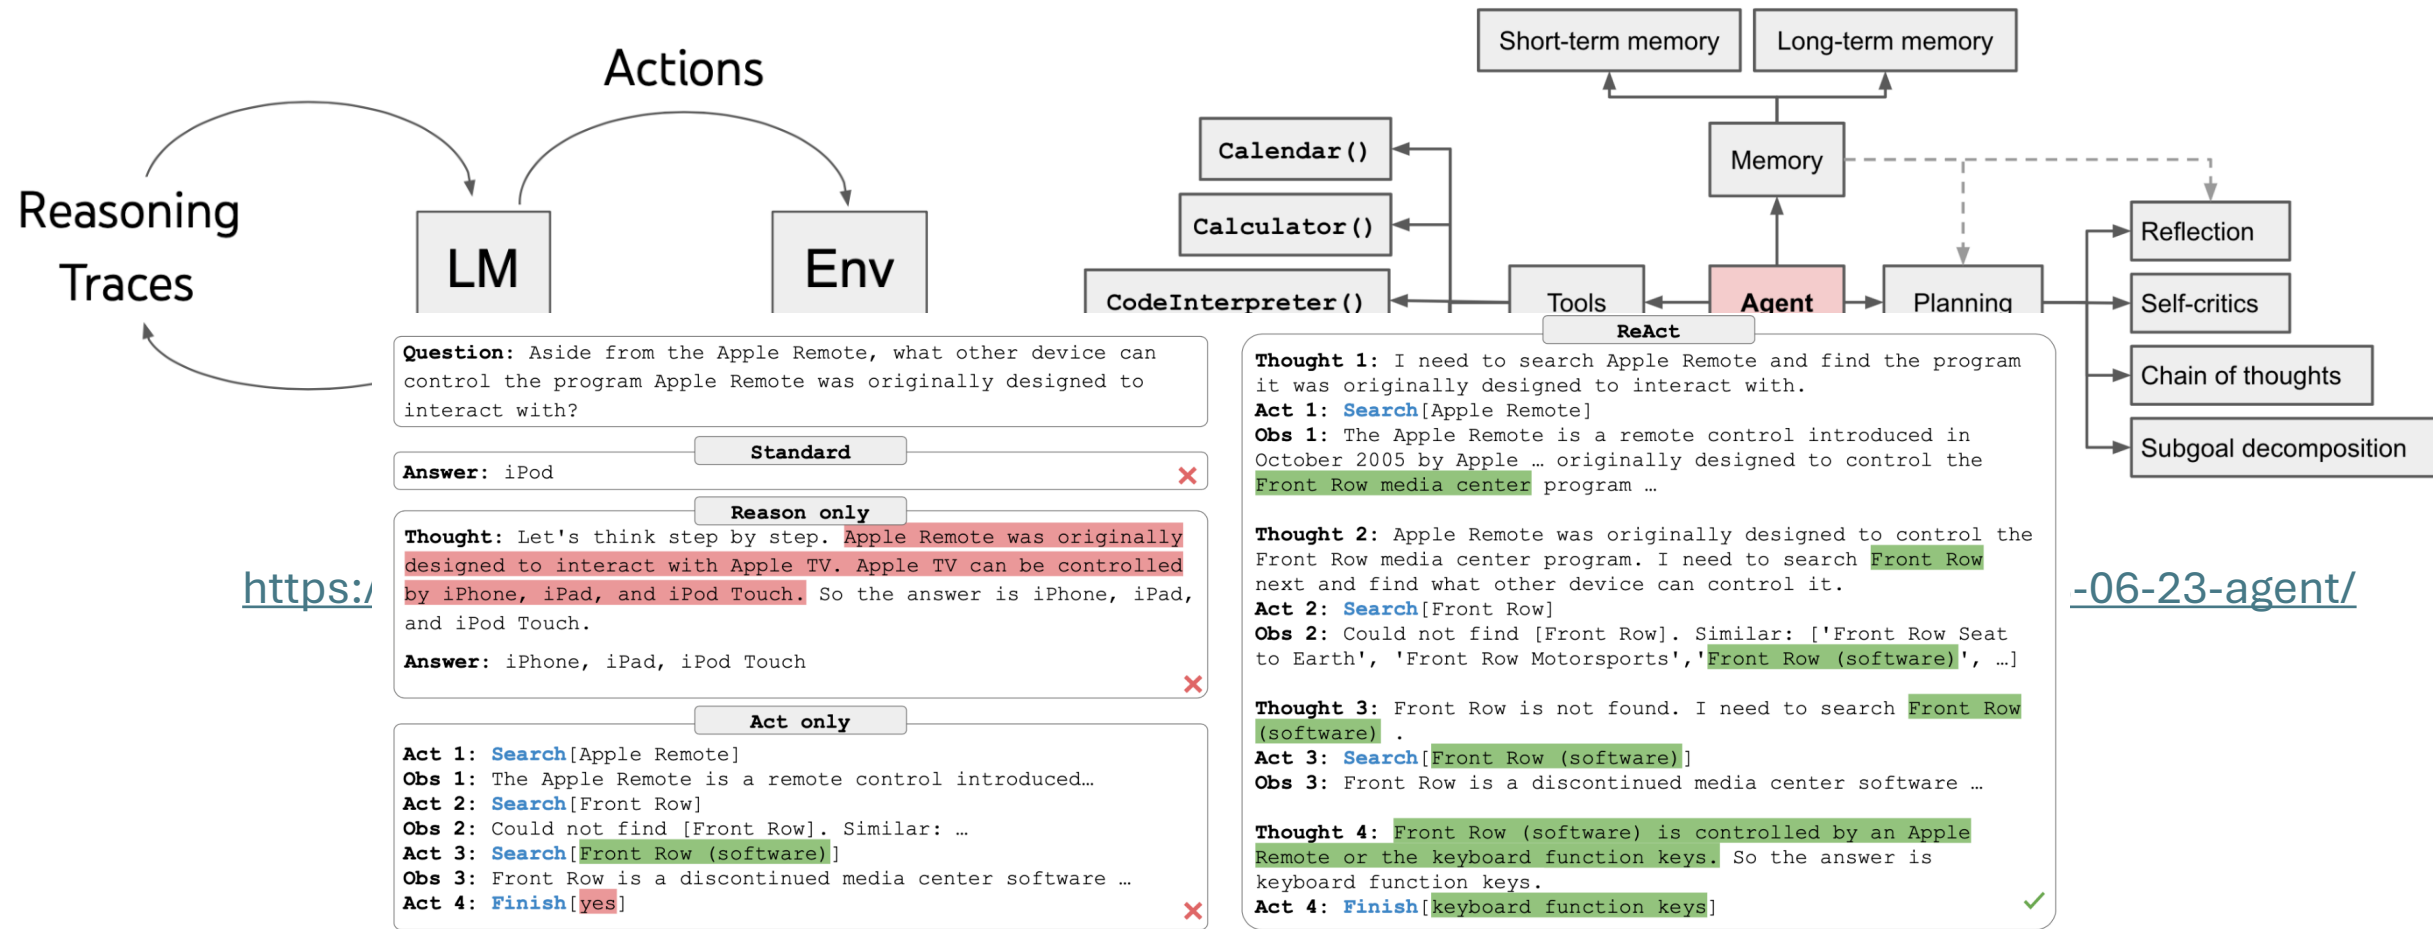 Actions
Reasoning
Traces
LM
Env
Short-term memory
Long-term memory
Calendar()
Memory
Calculator()
Reflection
CodeInterpreter()
Tools
Agent
Planning
Self-critics
Chain of thoughts
Subgoal decomposition
https:/
-06-23-agent/
Question: Aside from the Apple Remote, what other device can
control the program Apple Remote was originally designed to
interact with?
Standard
Answer: iPod
Reason only
Thought: Let's think step by step. Apple Remote was originally
designed to interact with Apple TV. Apple TV can be controlled
by iPhone, iPad, and iPod Touch. So the answer is iPhone, iPad,
and iPod Touch.
Answer: iPhone, iPad, iPod Touch
Act only
Act 1: Search[Apple Remote]
Obs 1: The Apple Remote is a remote control introduced…
Act 2: Search[Front Row]
Obs 2: Could not find [Front Row]. Similar: …
Act 3: Search[Front Row (software)]
Obs 3: Front Row is a discontinued media center software …
Act 4: Finish[yes]
ReAct
Thought 1: I need to search Apple Remote and find the program
it was originally designed to interact with.
Act 1: Search[Apple Remote]
Obs 1: The Apple Remote is a remote control introduced in
October 2005 by Apple … originally designed to control the
Front Row media center program …
Thought 2: Apple Remote was originally designed to control the
Front Row media center program. I need to search Front Row
next and find what other device can control it.
Act 2: Search[Front Row]
Obs 2: Could not find [Front Row]. Similar: ['Front Row Seat
to Earth', 'Front Row Motorsports','Front Row (software)', …]
Thought 3: Front Row is not found. I need to search Front Row
(software) .
Act 3: Search[Front Row (software)]
Obs 3: Front Row is a discontinued media center software …
Thought 4: Front Row (software) is controlled by an Apple
Remote or the keyboard function keys. So the answer is
keyboard function keys.
Act 4: Finish[keyboard function keys]